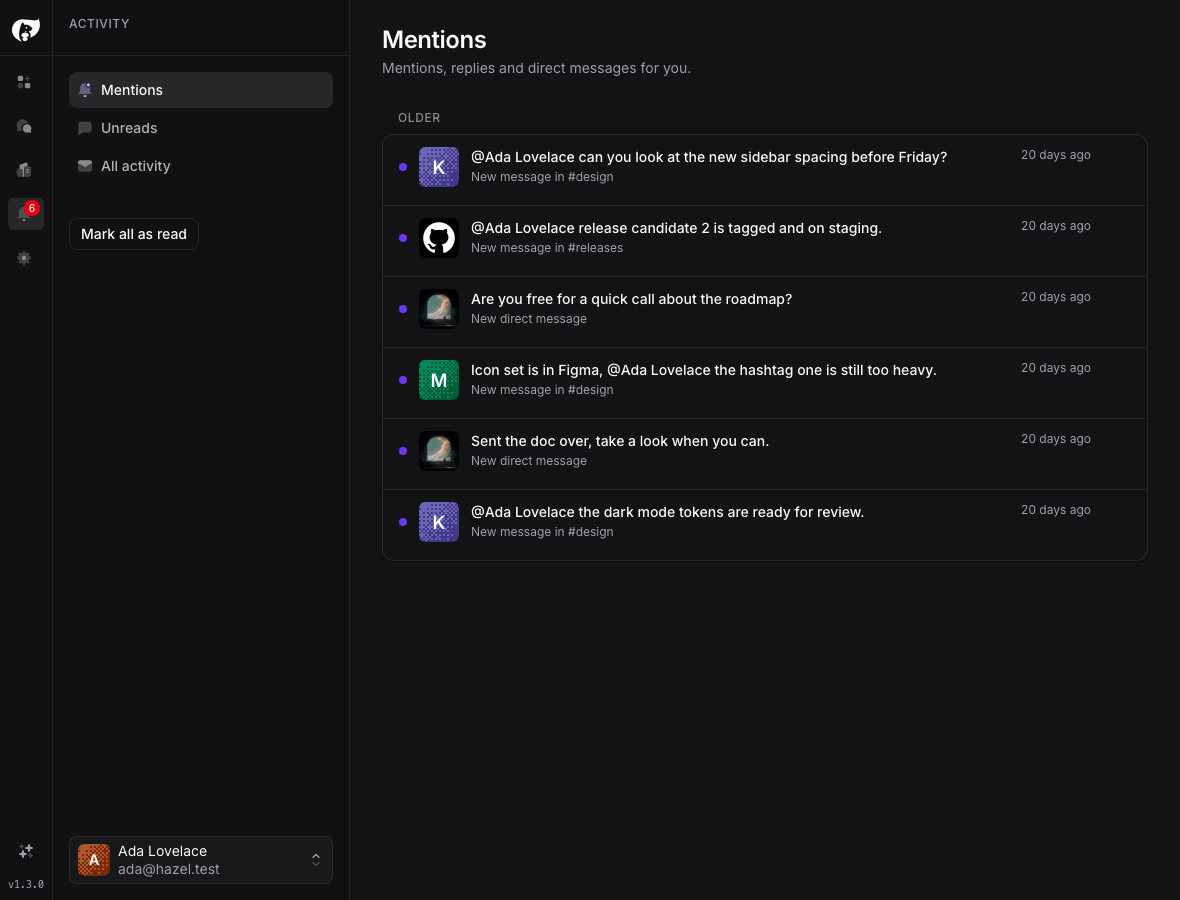 ACTIVITY
Mentions
Unreads
All activity
6
Mark all as read
Mentions
Mentions, replies and direct messages for you.
OLDER
K
@Ada Lovelace can you look at the new sidebar spacing before Friday?
20 days ago
New message in #design
@Ada Lovelace release candidate 2 is tagged and on staging.
20 days ago
New message in #releases
Are you free for a quick call about the roadmap?
20 days ago
New direct message
M
Icon set is in Figma, @Ada Lovelace the hashtag one is still too heavy.
20 days ago
New message in #design
Sent the doc over, take a look when you can.
20 days ago
New direct message
K
@Ada Lovelace the dark mode tokens are ready for review.
20 days ago
New message in #design
A
Ada Lovelace
ada@hazel.test
v1.3.0